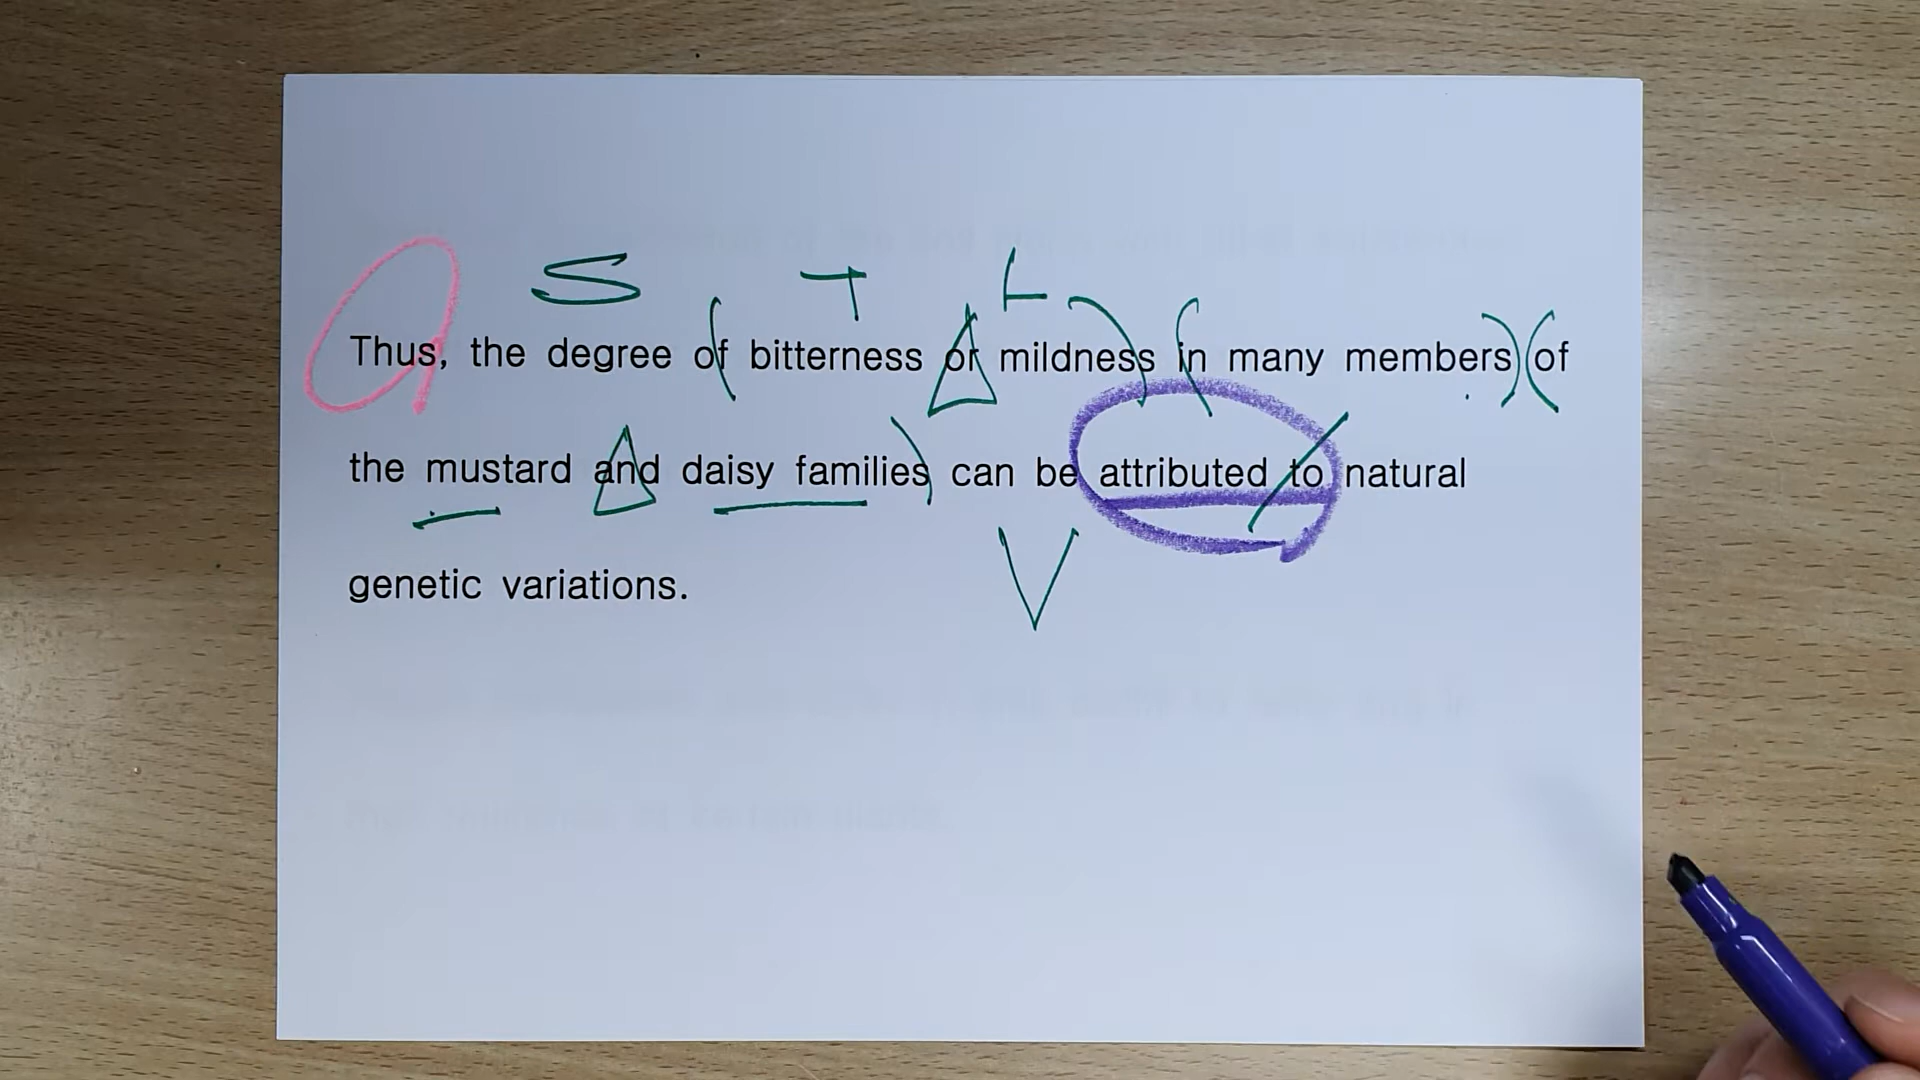 S T L
Thus, the degree of bitterness or mildness in many members of
the mustard and daisy families can be attributed to natural
V
genetic variations.